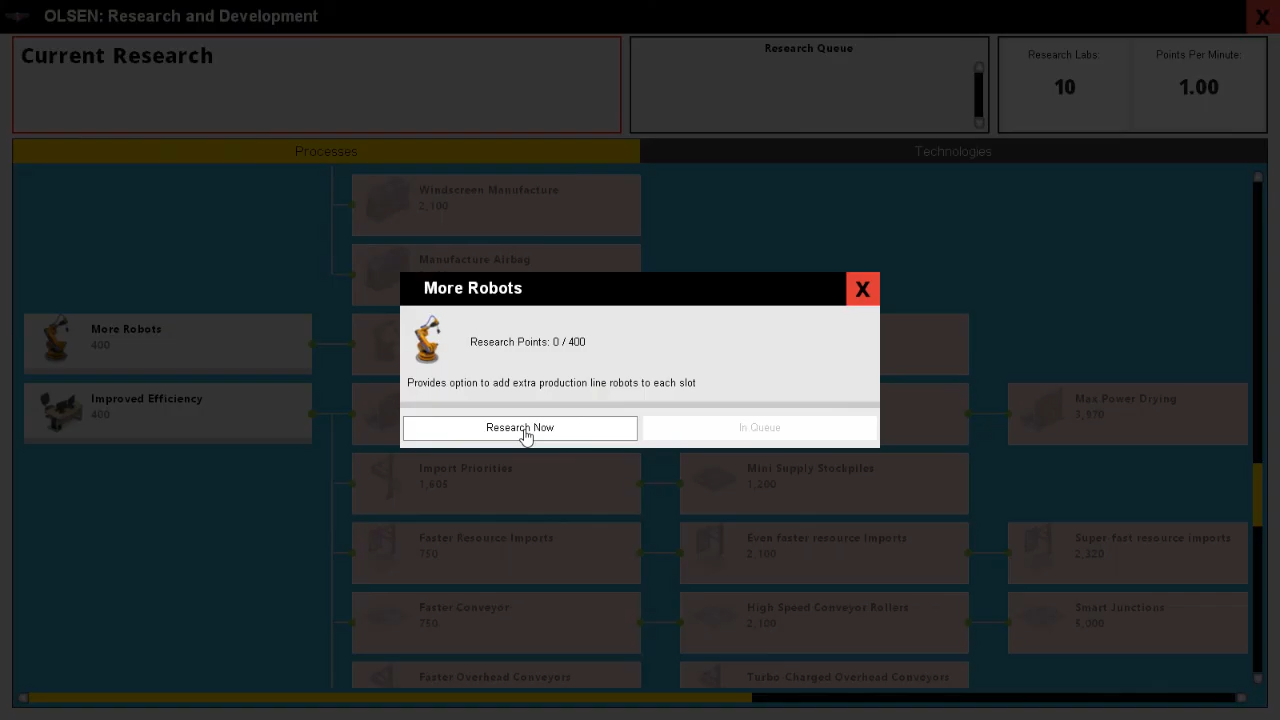 OLSEN: Research and Development
X
Current Research
Research Queue
Research Labs:
10
Points Per Minute:
1.00
Processes
Technologies
Windscreen Manufacture
2,100
Manufacture Airbag
More Robots
X
Research Points: 0 / 400
Provides option to add extra production line robots to each slot
Research Now
In Queue
More Robots
400
Improved Efficiency
400
Max Power Drying
3,970
Import Priorities
1,605
Mini Supply Stockpiles
1,200
Faster Resource Imports
750
Even faster resource imports
2,100
Super-fast resource imports
2,320
Faster Conveyor
750
High Speed Conveyor Rollers
2,100
Smart Junctions
5,000
Faster Overhead Conveyors
Turbo-Charged Overhead Conveyors